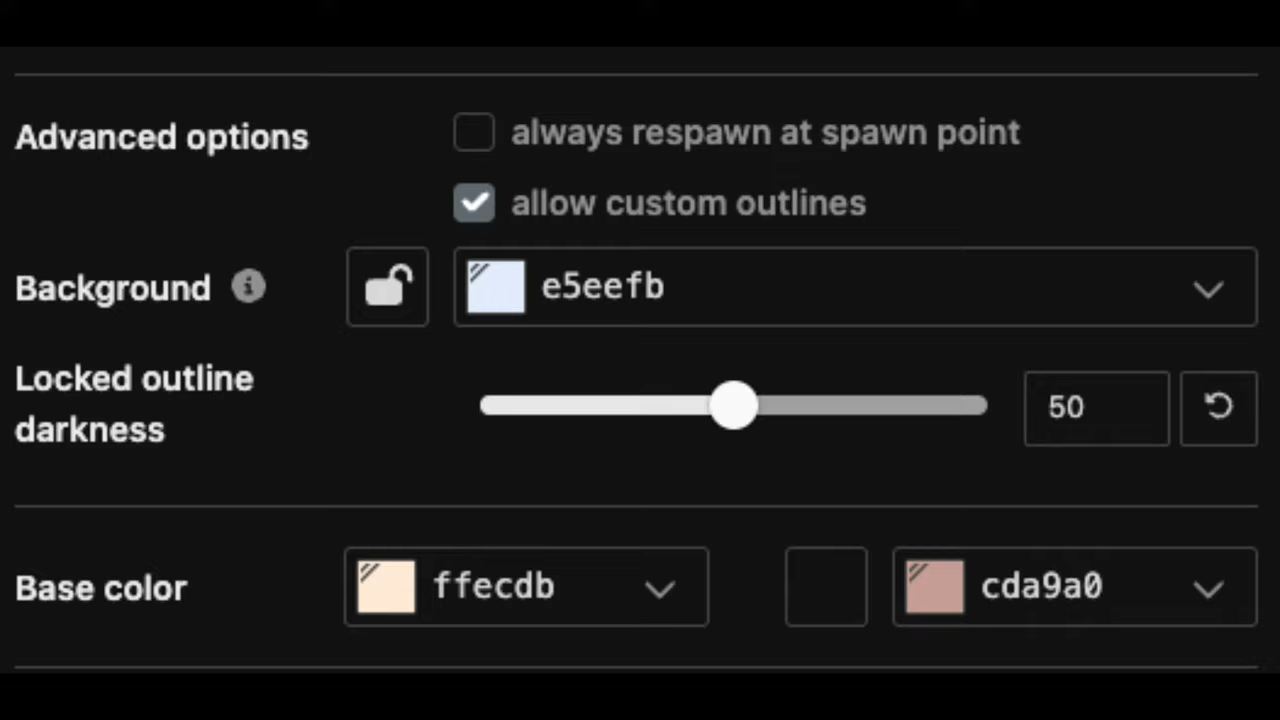 Advanced options
always respawn at spawn point
allow custom outlines
Background
e5eefb
Locked outline
darkness
50
Base color
ffecdb
cda9a0